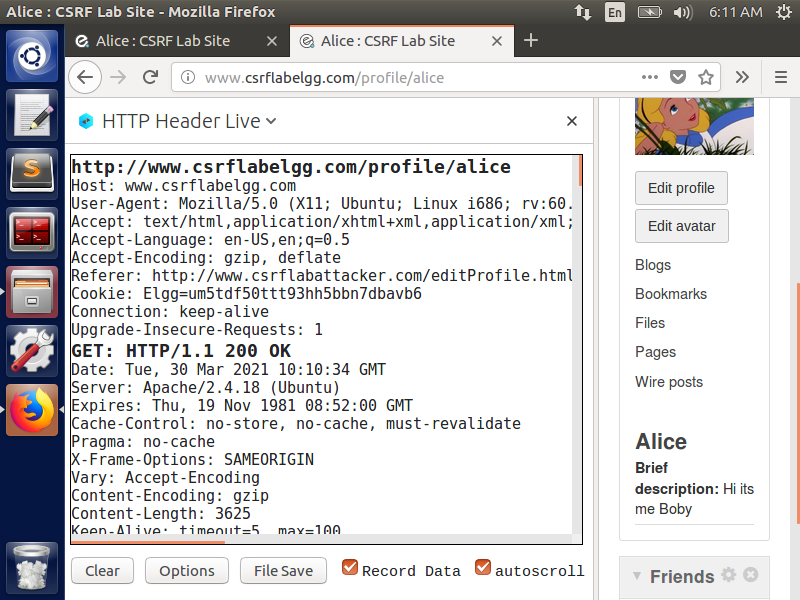 Alice : CSRF Lab Site - Mozilla Firefox
En
6:11 AM
Alice : CSRF Lab Site
Alice : CSRF Lab Site
www.csrflabelgg.com/profile/alice
HTTP Header Live
http://www.csrflabelgg.com/profile/alice
Host: www.csrflabelgg.com
User-Agent: Mozilla/5.0 (X11; Ubuntu; Linux i686; rv:60.
Accept: text/html,application/xhtml+xml,application/xml;
Accept-Language: en-US,en;q=0.5
Accept-Encoding: gzip, deflate
Referer: http://www.csrflabattacker.com/editProfile.html
Cookie: Elgg=um5tdf50ttt93hh5bbn7dbavb6
Connection: keep-alive
Upgrade-Insecure-Requests: 1
GET: HTTP/1.1 200 OK
Date: Tue, 30 Mar 2021 10:10:34 GMT
Server: Apache/2.4.18 (Ubuntu)
Expires: Thu, 19 Nov 1981 08:52:00 GMT
Cache-Control: no-store, no-cache, must-revalidate
Pragma: no-cache
X-Frame-Options: SAMEORIGIN
Vary: Accept-Encoding
Content-Encoding: gzip
Content-Length: 3625
Keep-Alive: timeout=5, max=100
Clear
Options
File Save
Record Data
autoscroll
Edit profile
Edit avatar
Blogs
Bookmarks
Files
Pages
Wire posts
Alice
Brief
description: Hi its
me Boby
Friends